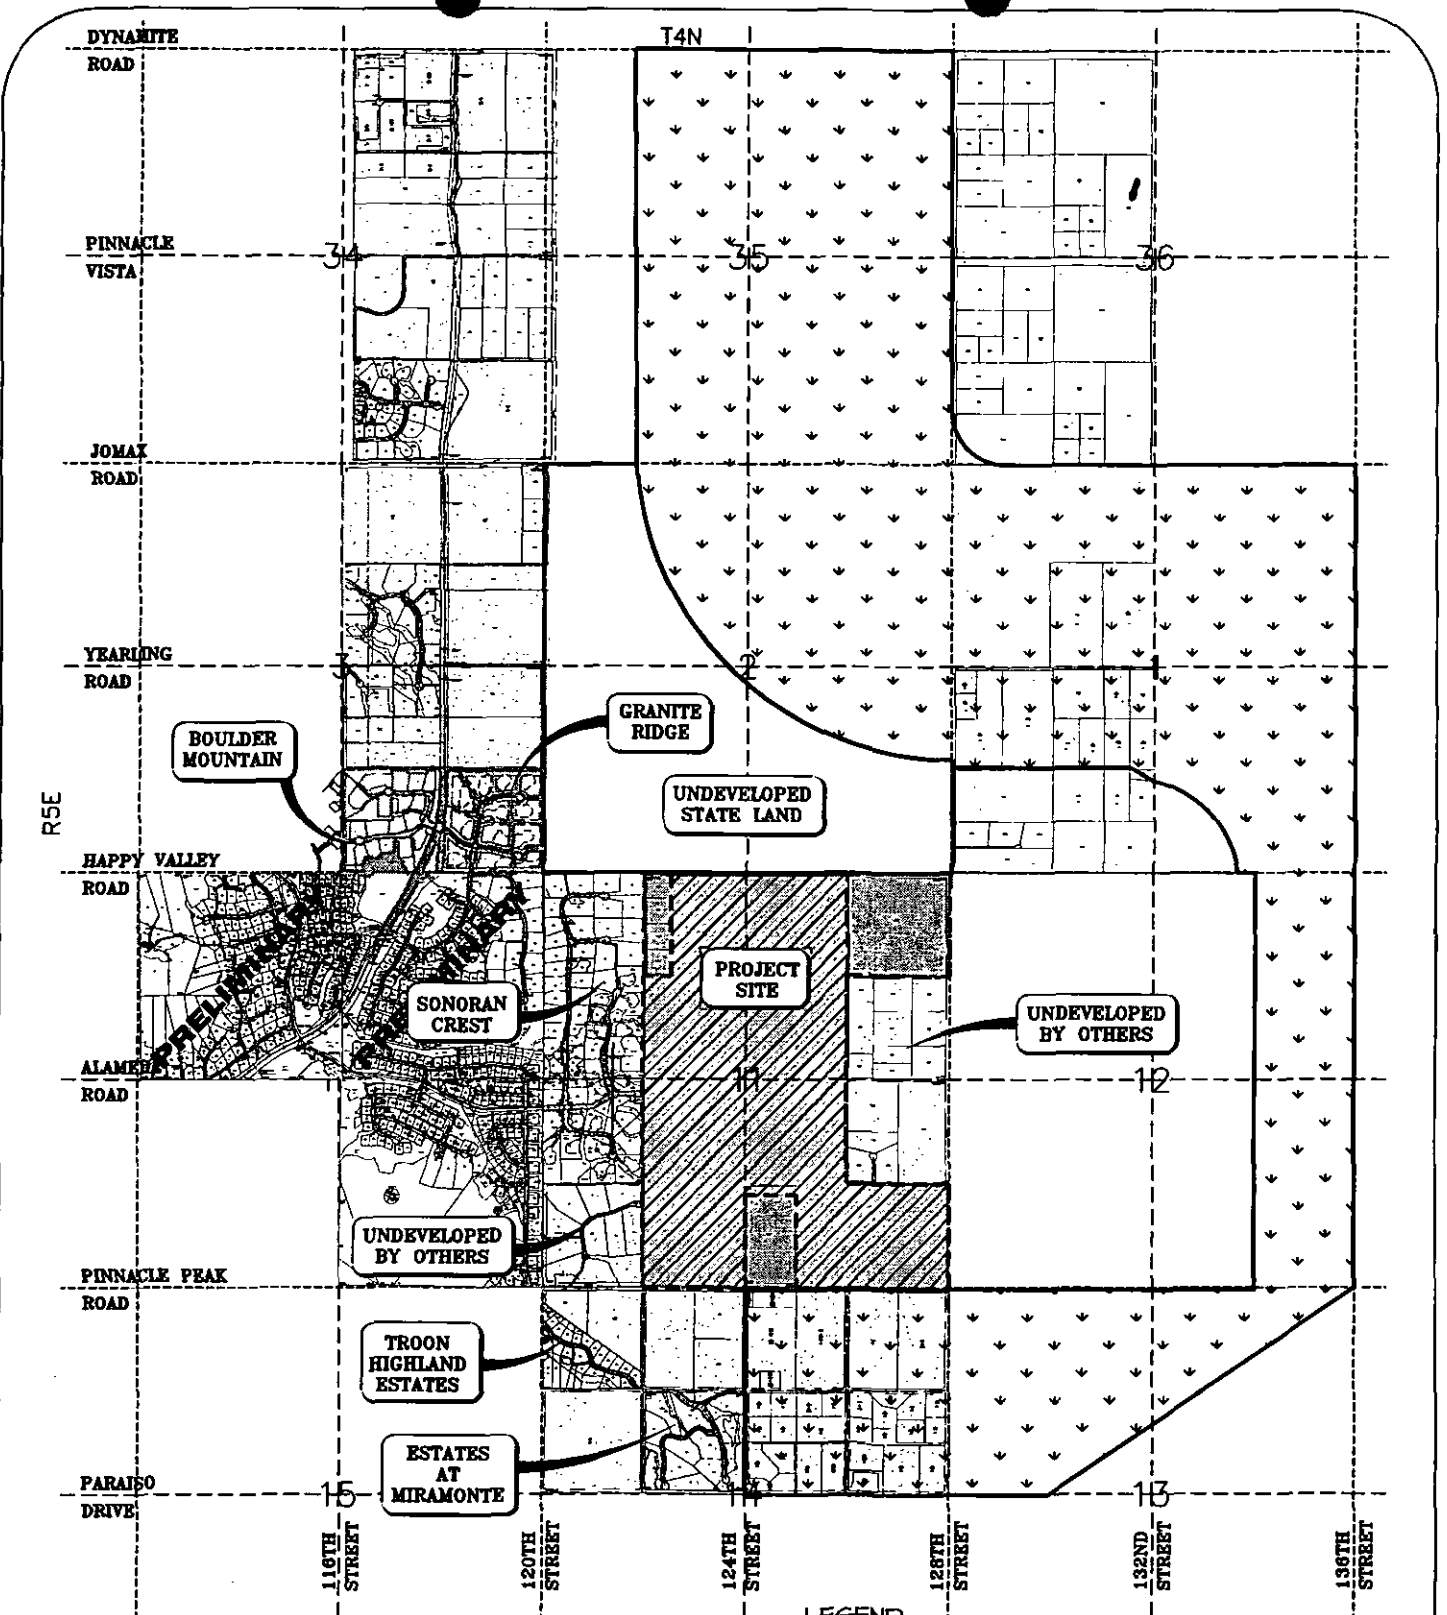 DYNAMITE
ROAD
T4N
PINNACLE
VISTA
34
35
36
JOMAX
ROAD
YEARLING
ROAD
3
2
1
GRANITE
RIDGE
BOULDER
MOUNTAIN
UNDEVELOPED
STATE LAND
R5E
HAPPY VALLEY
ROAD
PRELIMINARY
PRELIMINARY
PROJECT
SITE
SONORAN
CREST
UNDEVELOPED
BY OTHERS
ALAMEDA
ROAD
11
12
UNDEVELOPED
BY OTHERS
PINNACLE PEAK
ROAD
TROON
HIGHLAND
ESTATES
ESTATES
AT
MIRAMONTE
PARAISO
DRIVE
15
14
13
116TH
STREET
120TH
STREET
124TH
STREET
128TH
STREET
132ND
STREET
136TH
STREET
LEGEND